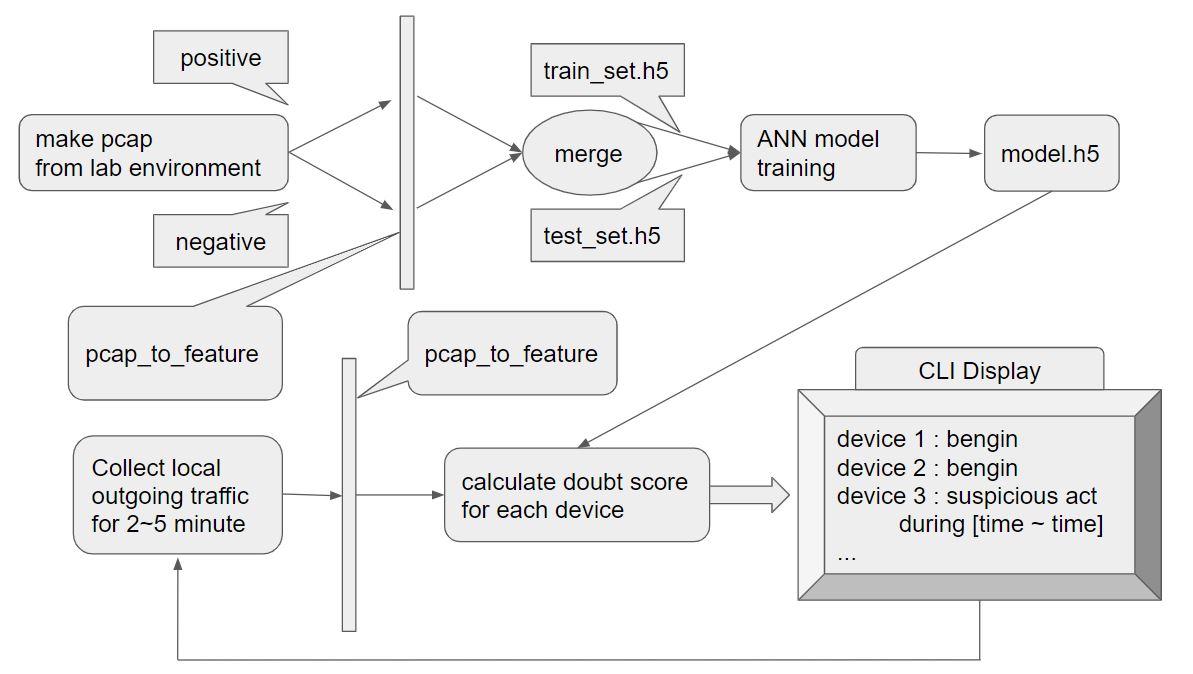 positive
make pcap
from lab environment
negative
pcap_to_feature
train_set.h5
merge
test_set.h5
ANN model
training
model.h5
pcap_to_feature
Collect local
outgoing traffic
for 2~5 minute
calculate doubt score
for each device
CLI Display
device 1 : bengin
device 2 : bengin
device 3 : suspicious act
during [time ~ time]
...